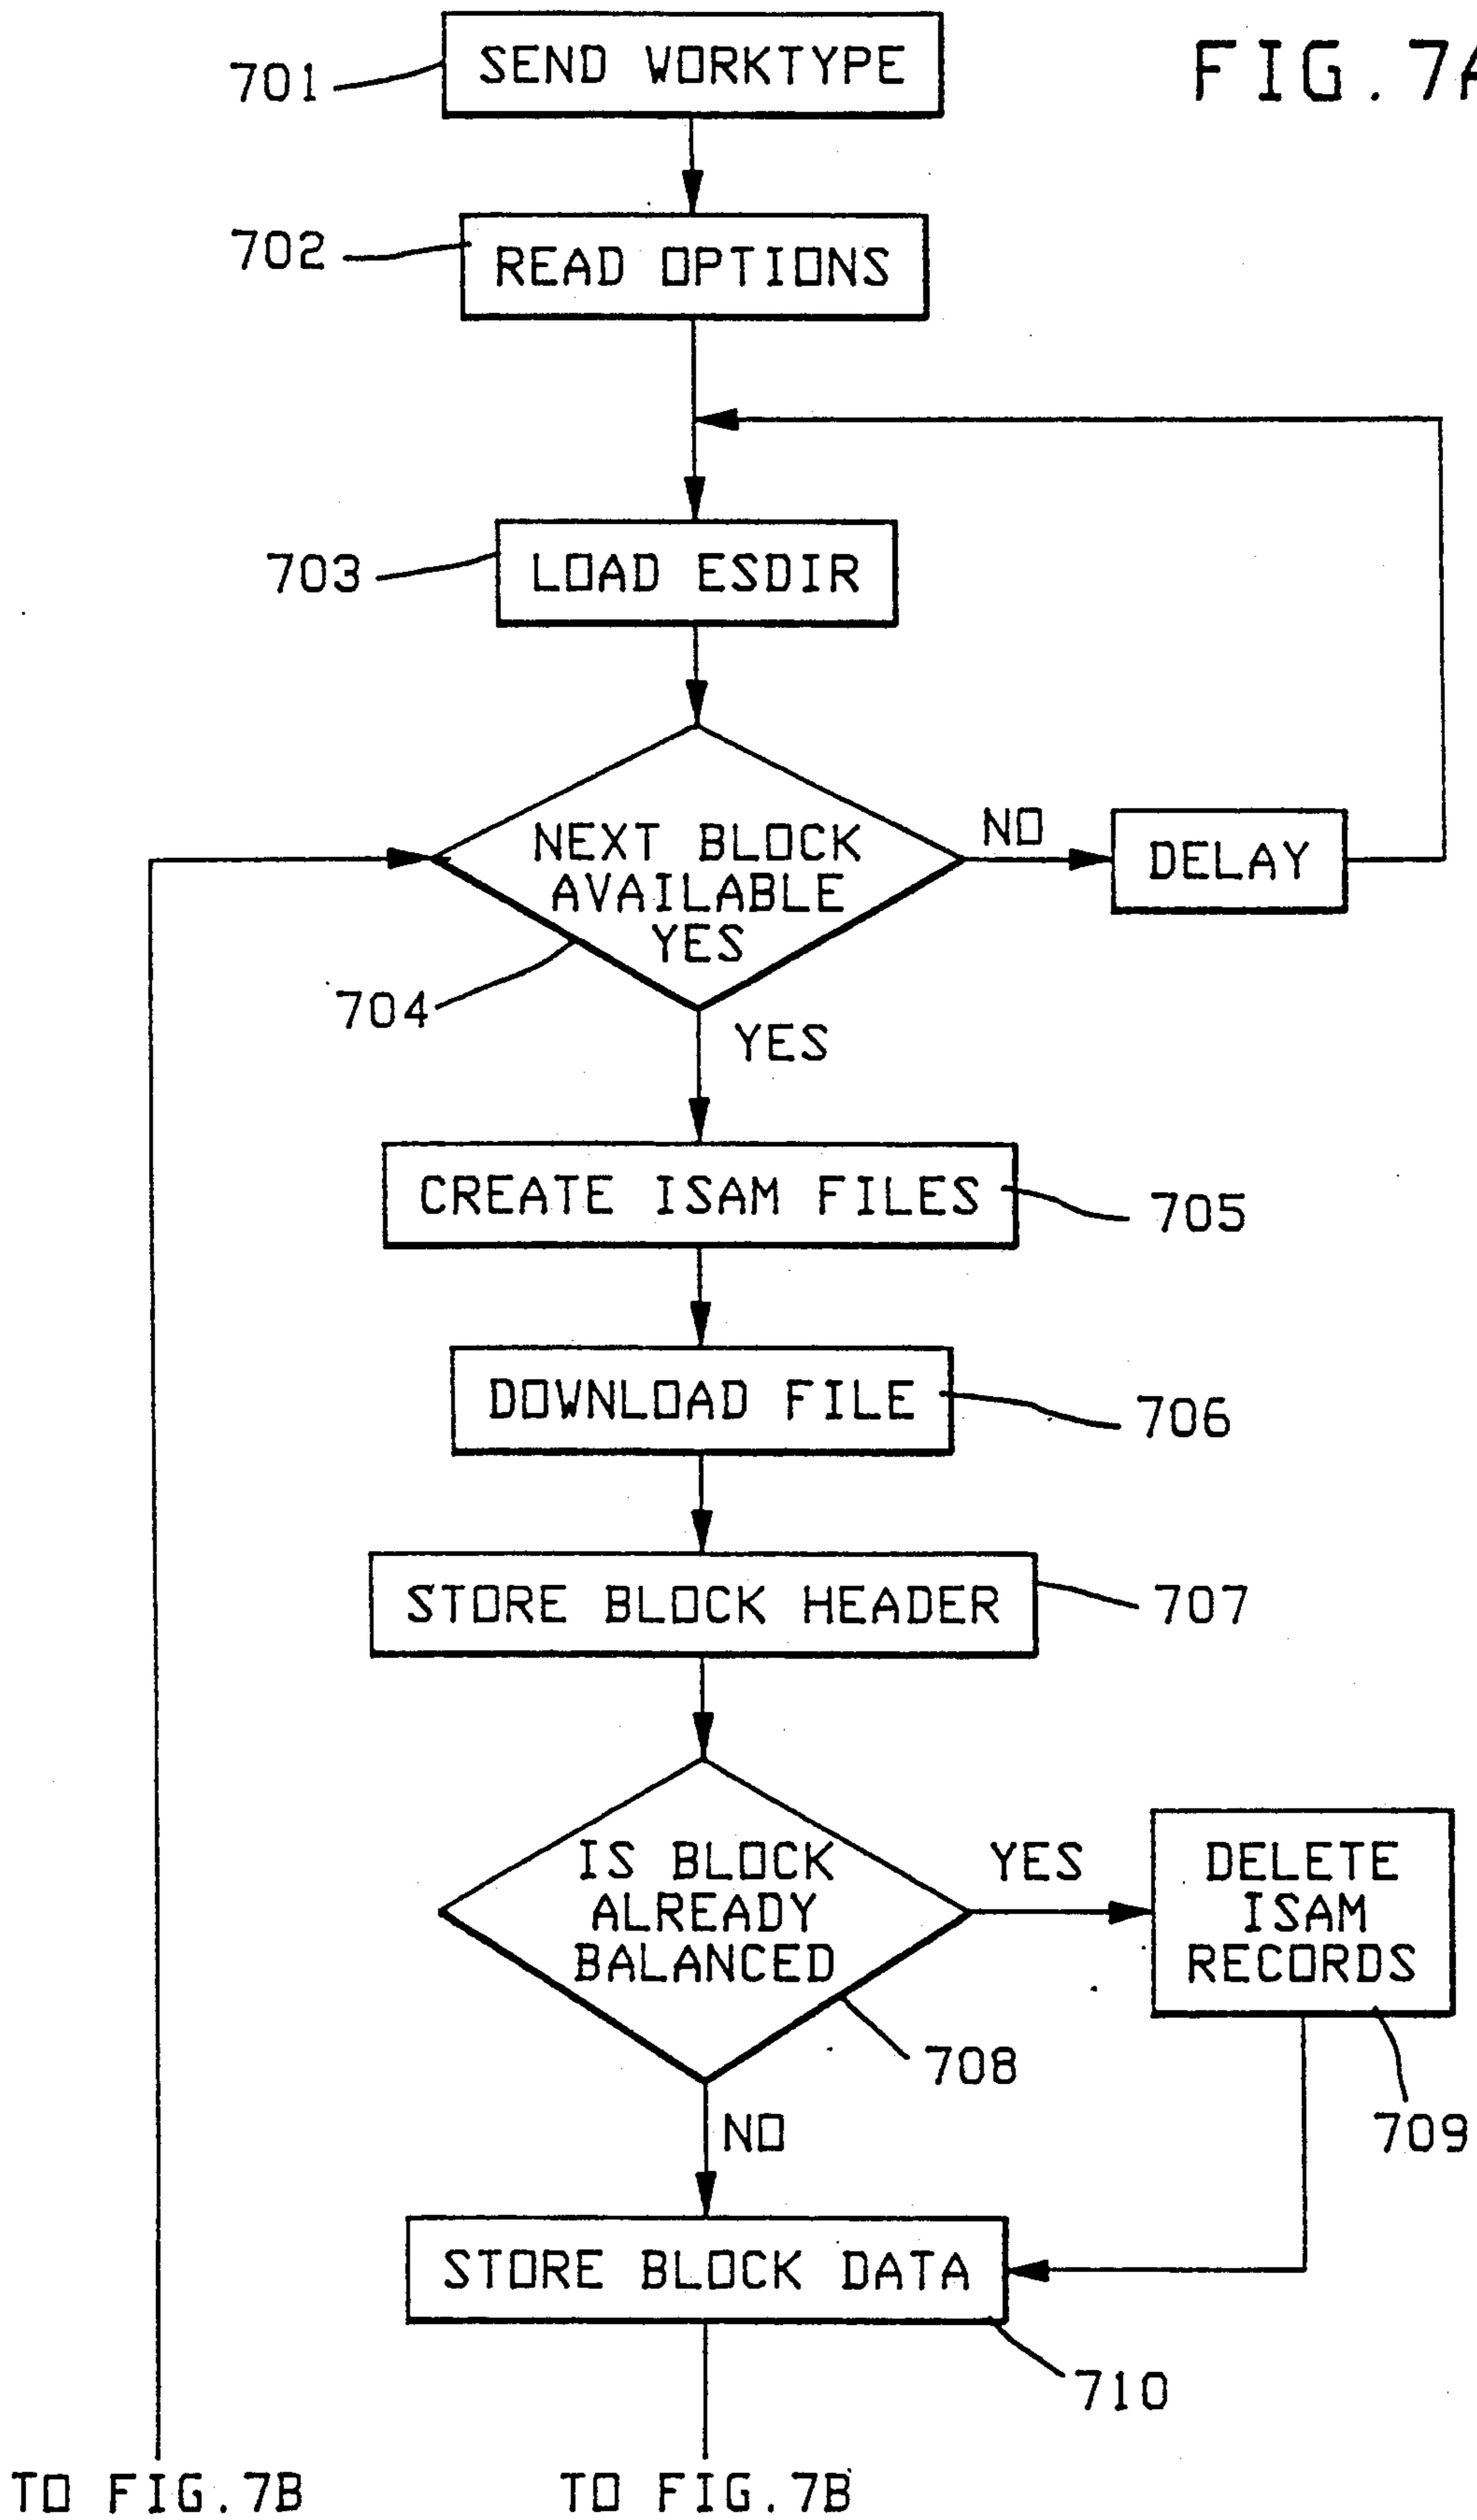 FIG. 7A
701
SEND WORKTYPE
702
READ OPTIONS
703
LOAD ESDIR
NEXT BLOCK
AVAILABLE
YES
NO
DELAY
704
YES
CREATE ISAM FILES
705
DOWNLOAD FILE
706
STORE BLOCK HEADER
707
IS BLOCK
ALREADY
BALANCED
YES
DELETE
ISAM
RECORDS
708
709
NO
STORE BLOCK DATA
710
TO FIG. 7B
TO FIG. 7B